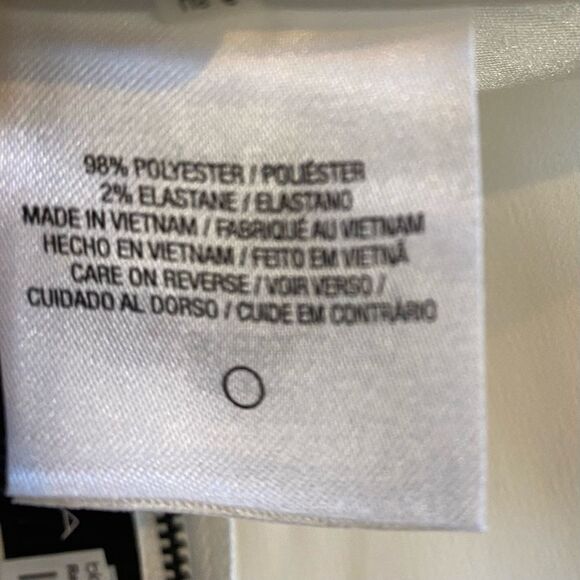 98% POLYESTER / POLIÉSTER
2% ELASTANE / ELASTANO
MADE IN VIETNAM / FABRIQUÉ AU VIETNAM
HECHO EN VIETNAM / FEITO EM VIETNÃ
CARE ON REVERSE / VOIR VERSO /
CUIDADO AL DORSO / CUIDE EM CONTRÁRIO
A